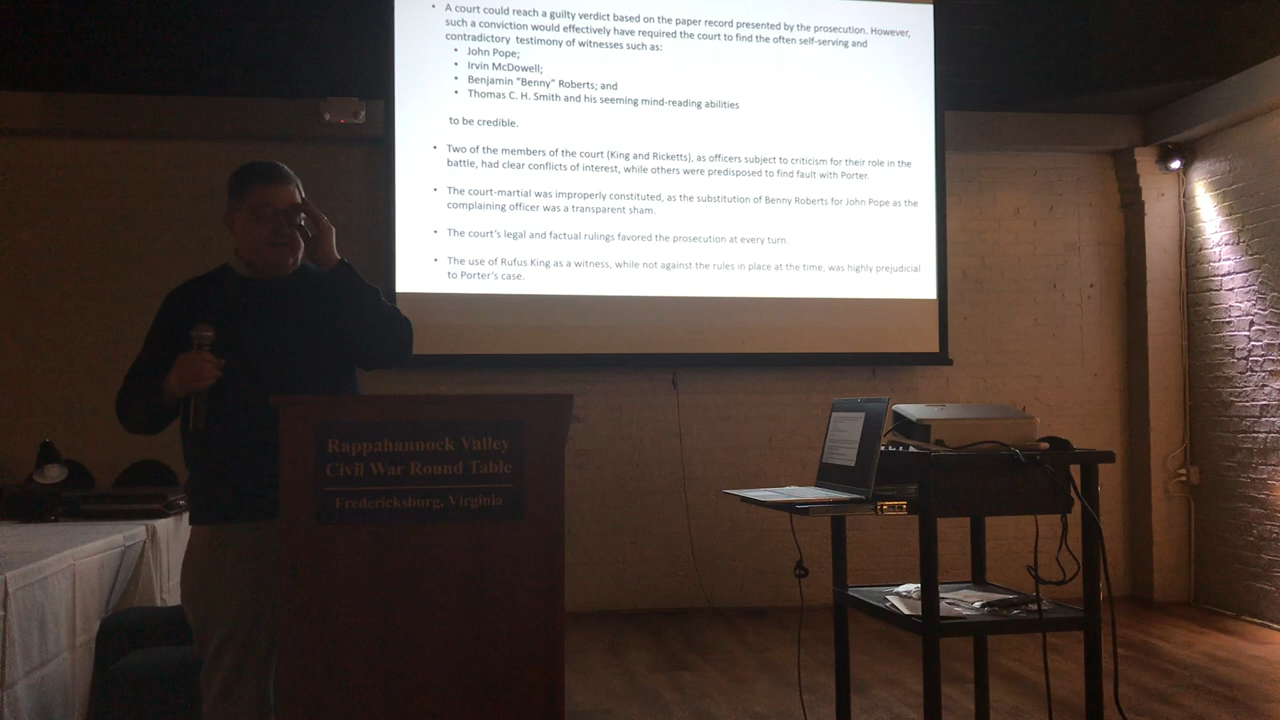 • A court could reach a guilty verdict based on the paper record presented by the prosecution. However,
such a conviction would effectively have required the court to find the often self-serving and
contradictory testimony of witnesses such as:
• John Pope;
• Irvin McDowell;
• Benjamin "Benny" Roberts; and
• Thomas C. H. Smith and his seeming mind-reading abilities
to be credible.
• Two of the members of the court (King and Ricketts), as officers subject to criticism for their role in the
battle, had clear conflicts of interest, while others were predisposed to find fault with Porter.
• The court-martial was improperly constituted, as the substitution of Benny Roberts for John Pope as the
complaining officer was a transparent sham.
• The court's legal and factual rulings favored the prosecution at every turn.
• The use of Rufus King as a witness, while not against the rules in place at the time, was highly prejudicial
to Porter's case.
Rappahannock Valley
Civil War Round Table
Fredericksburg, Virginia